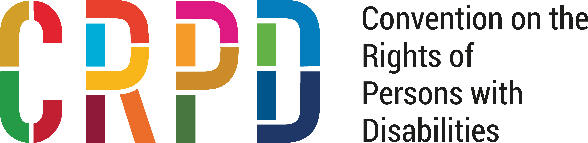 CRPD
Convention on the
Rights of
Persons with
Disabilities